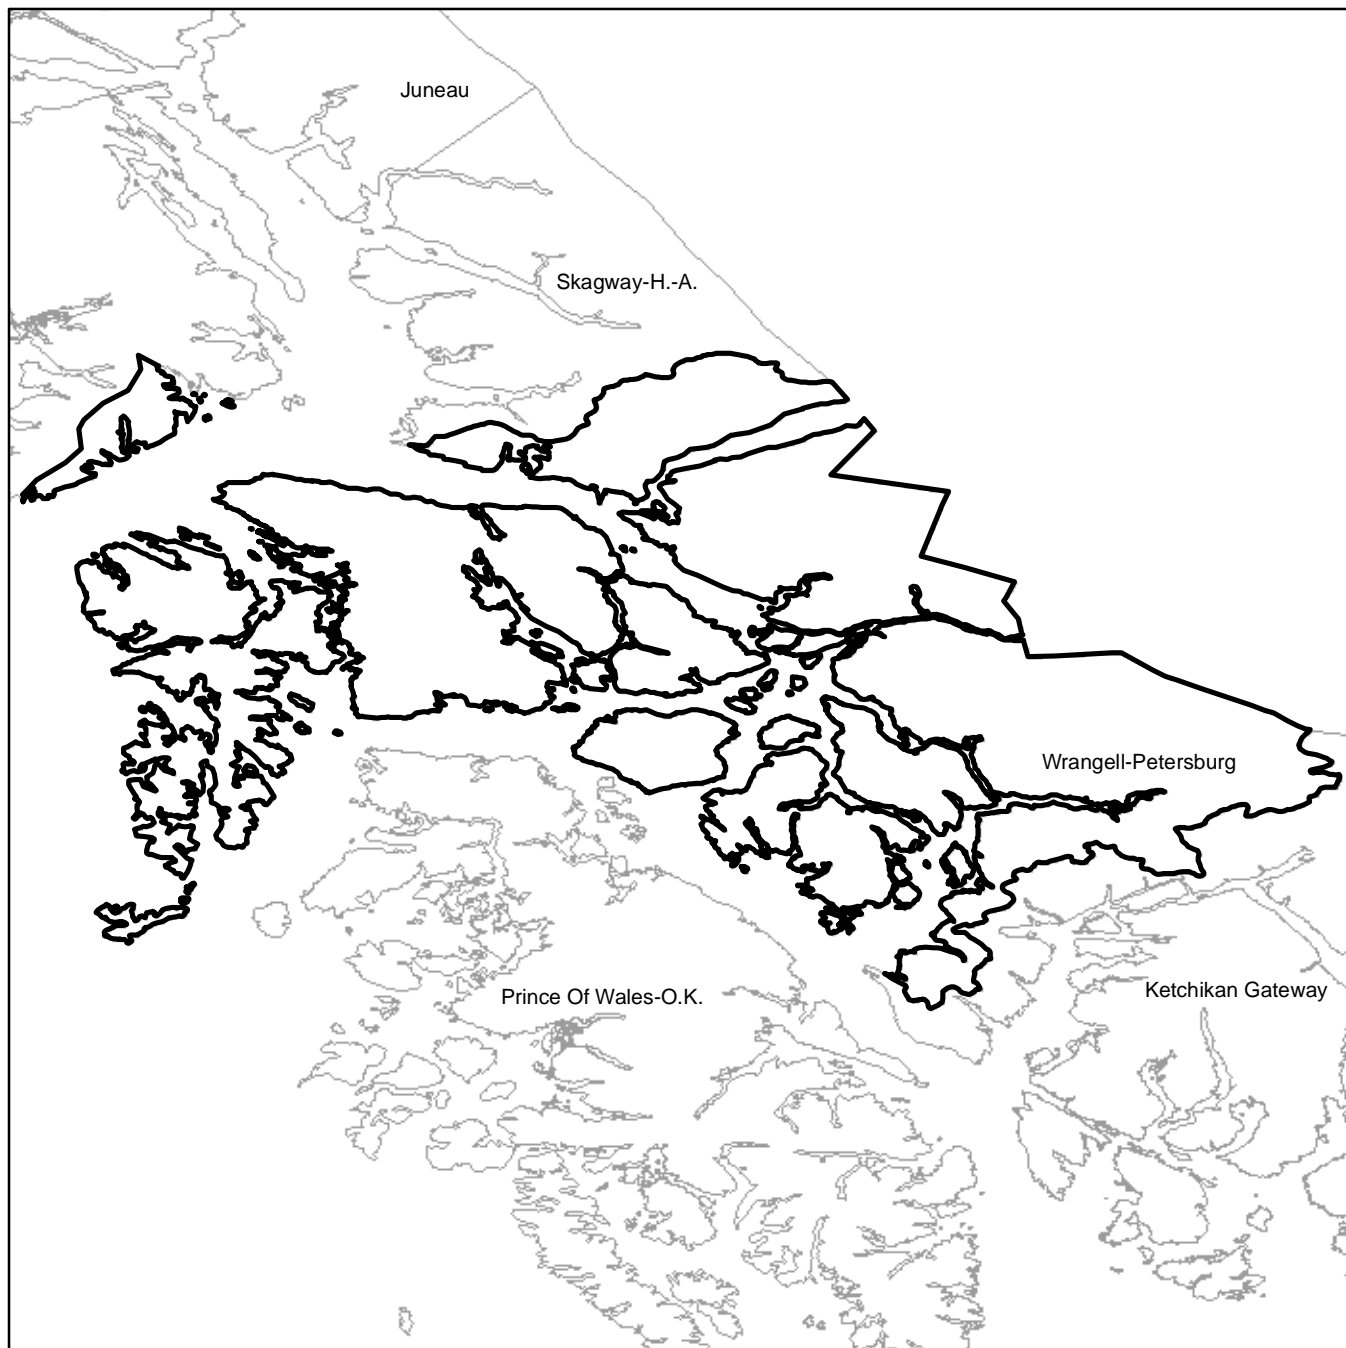 Juneau
Skagway-H.-A.
Wrangell-Petersburg
Prince Of Wales-O.K.
Ketchikan Gateway